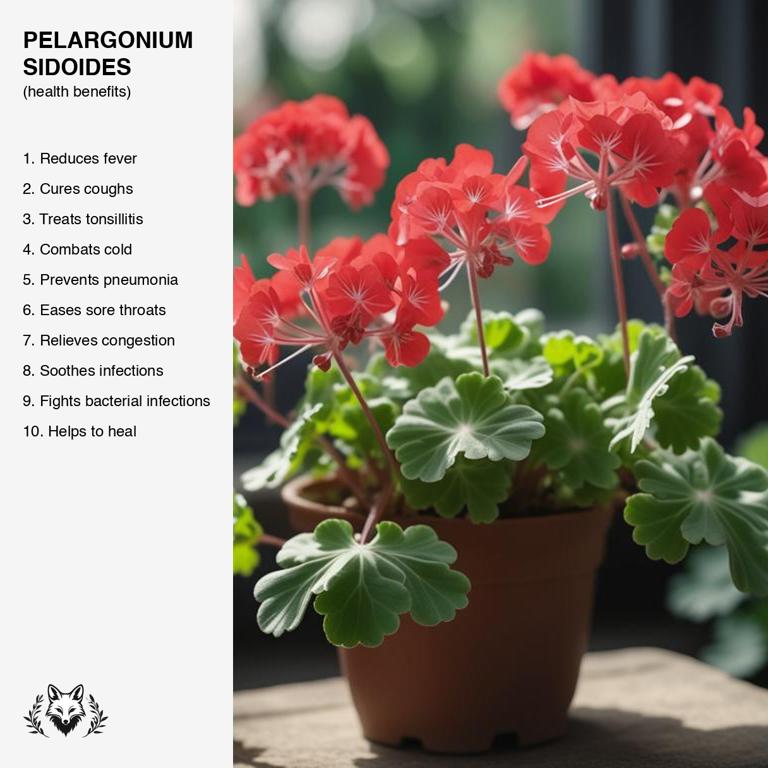 PELARGONIUM
SIDOIDES
(health benefits)
1. Reduces fever
2. Cures coughs
3. Treats tonsillitis
4. Combats cold
5. Prevents pneumonia
6. Eases sore throats
7. Relieves congestion
8. Soothes infections
9. Fights bacterial infections
10. Helps to heal